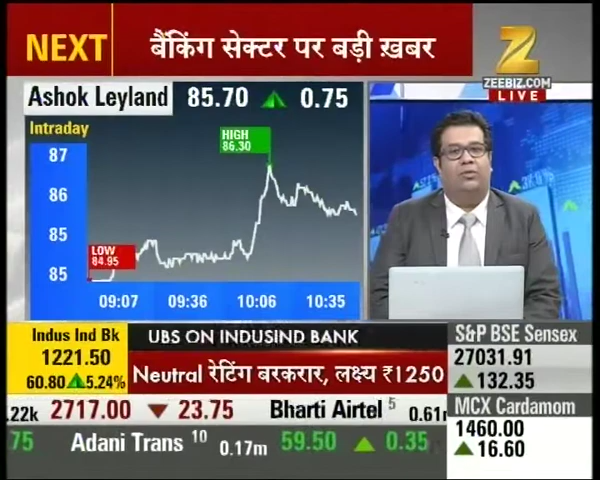 NEXT
बैंकिंग सेक्टर पर बड़ी ख़बर
ZEEBIZ.COM
LIVE
Ashok Leyland 85.70 0.75
Intraday
87
86
85
85
HIGH
86.30
LOW
84.95
09:07 09:36 10:06 10:35
Indus Ind Bk
1221.50
60.80 5.24%
UBS ON INDUSIND BANK
Neutral रेटिंग बरकरार, लक्ष्य ₹1250
S&P BSE Sensex
27031.91
132.35
MCX Cardamom
1460.00
16.60
.22k 2717.00 23.75 Bharti Airtel 5 0.61
75 Adani Trans 10 0.17m 59.50 0.35